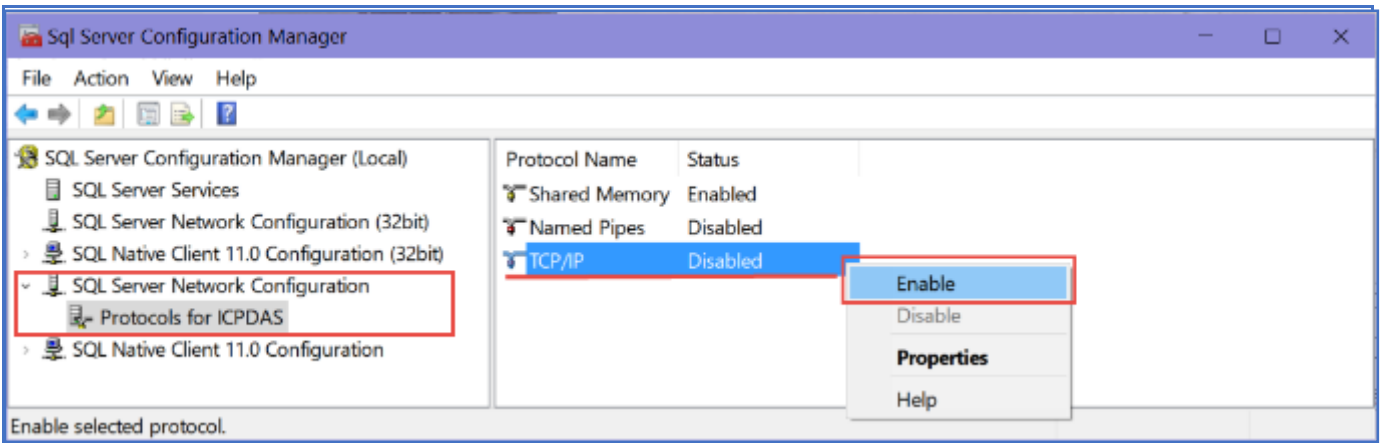 Sql Server Configuration Manager
File Action View Help
SQL Server Configuration Manager (Local)
SQL Server Services
SQL Server Network Configuration (32bit)
SQL Native Client 11.0 Configuration (32bit)
SQL Server Network Configuration
Protocols for ICPDAS
SQL Native Client 11.0 Configuration
Protocol Name Status
Shared Memory Enabled
Named Pipes Disabled
TCP/IP Disabled
Enable
Disable
Properties
Help
Enable selected protocol.